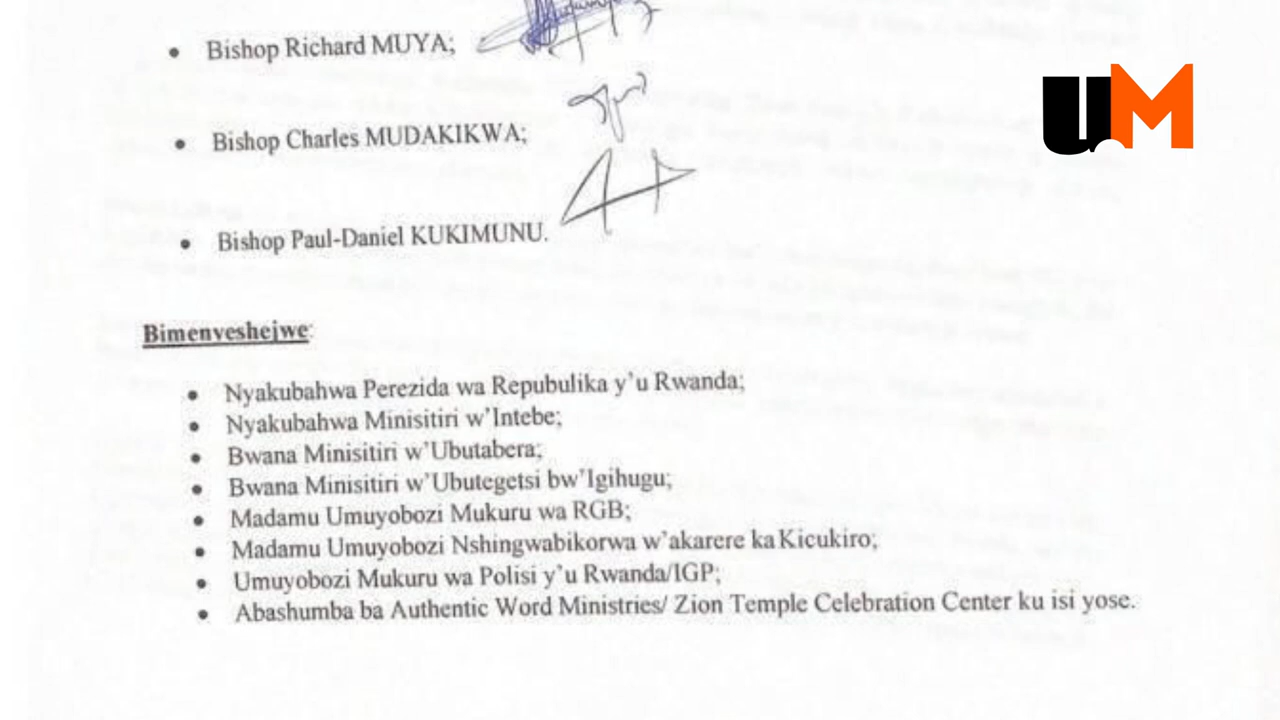 • Bishop Richard MUYA;
UM
• Bishop Charles MUDAKIKWA;
• Bishop Paul-Daniel KUKIMUNU.
Bimenyeshejwe:
• Nyakubahwa Perezida wa Repubulika y'u Rwanda;
• Nyakubahwa Minisitiri w'Intebe;
• Bwana Minisitiri w'Ubutabera;
• Bwana Minisitiri w'Ubutegetsi bw'Igihugu;
• Madamu Umuyobozi Mukuru wa RGB;
• Madamu Umuyobozi Nshingwabikorwa w'akarere ka Kicukiro;
• Umuyobozi Mukuru wa Polisi y'u Rwanda/IGP;
• Abashumba ba Authentic Word Ministries/ Zion Temple Celebration Center ku isi yose.